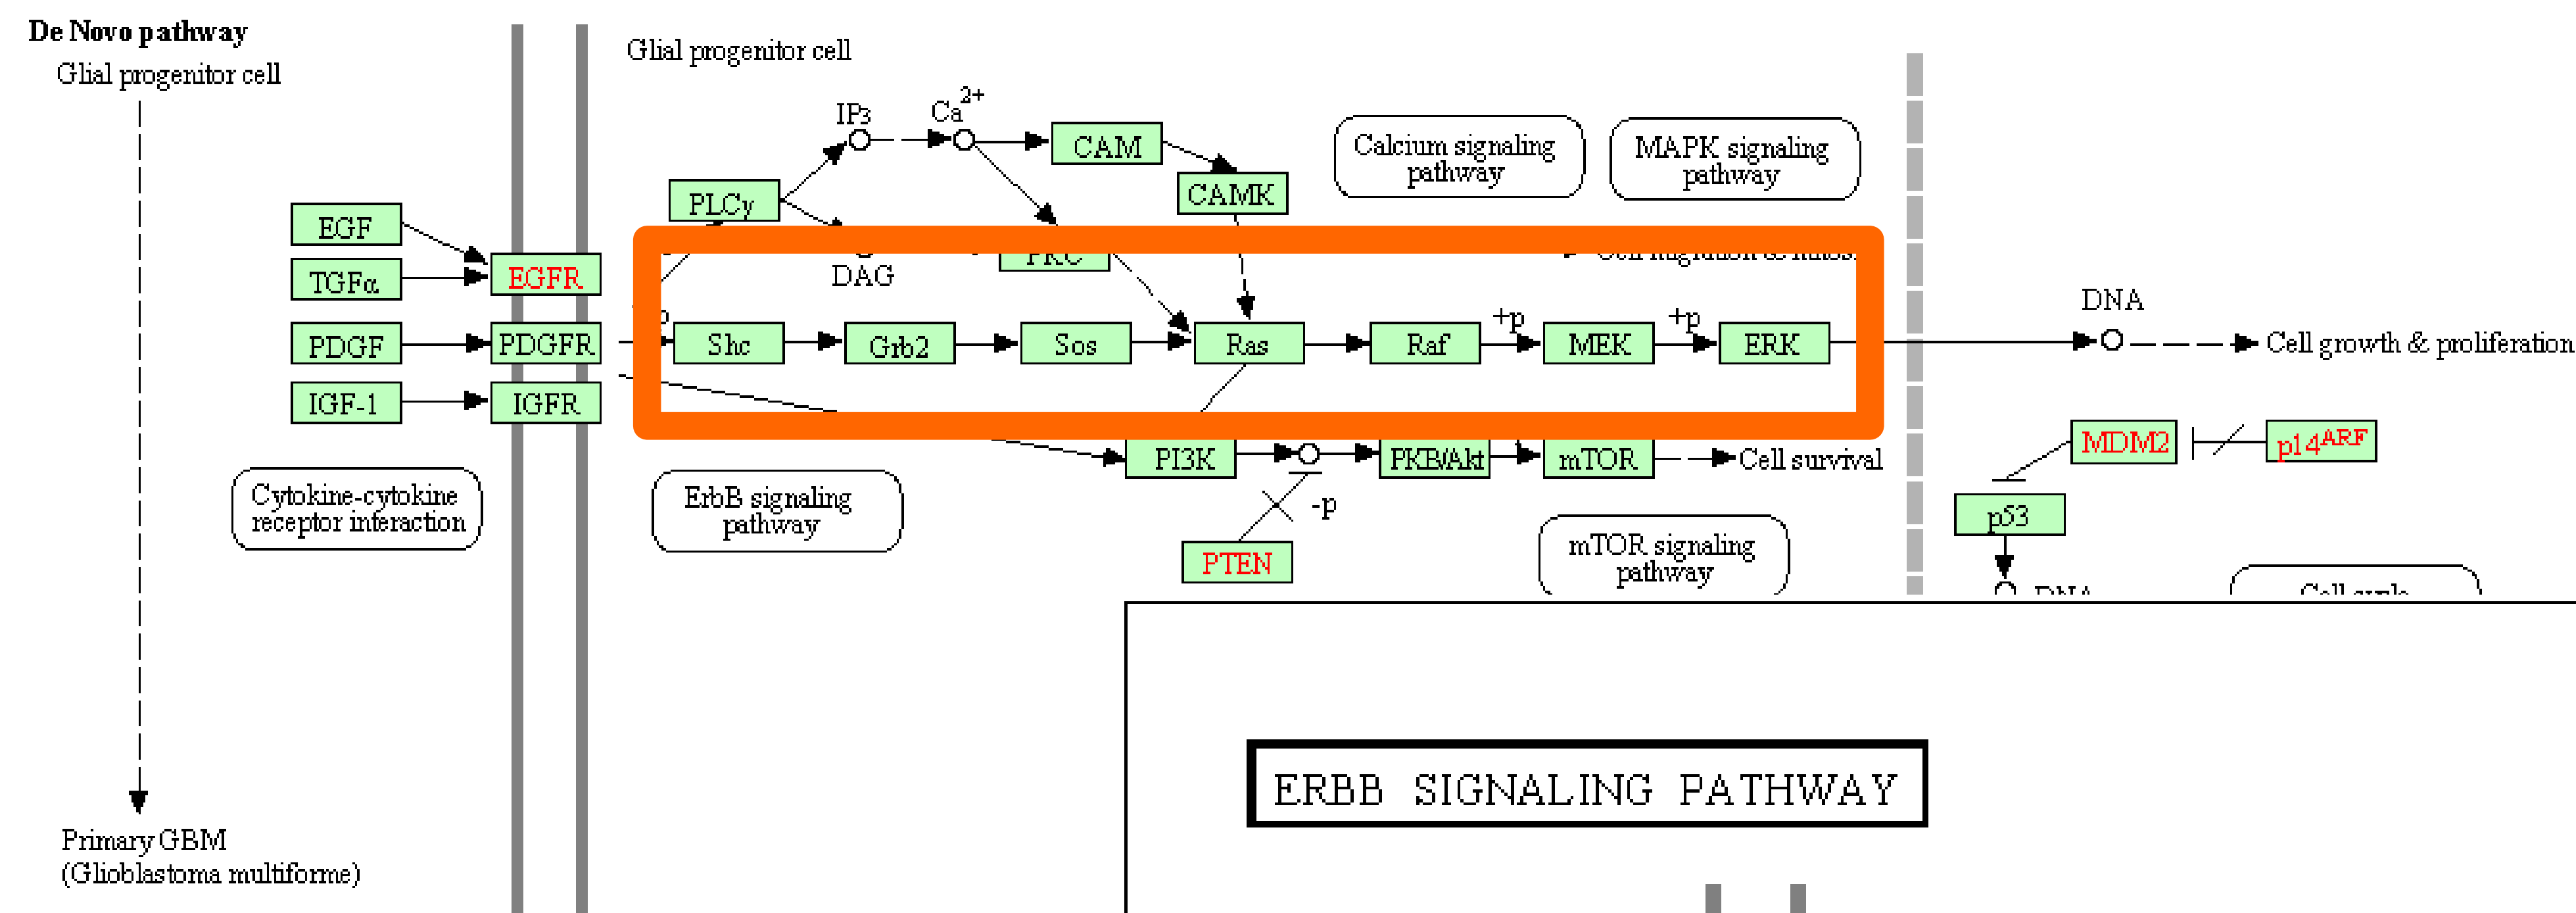 De Novo pathway
Glial progenitor cell
Glial progenitor cell
IP3
Ca2+
CAM
Calcium signaling
pathway
MAPK signaling
pathway
PLCγ
CAMK
EGF
TGFα
EGFR
DAG
PKC
DNA
PDGF
PDGFR
Shc
Grb2
Sos
Ras
Raf
+p
MEK
+p
ERK
Cell growth & proliferation
IGF-1
IGFR
PI3K
PKB/Akt
mTOR
Cell survival
MDM2
p14ARF
Cytokine-cytokine
receptor interaction
ErbB signaling
pathway
-p
p53
PTEN
mTOR signaling
pathway
DNA
ERBB SIGNALING PATHWAY
Primary GBM
(Glioblastoma multiforme)